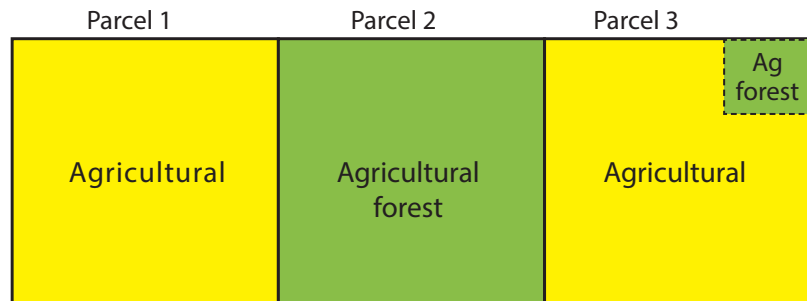 Parcel 1
Parcel 2
Parcel 3
Agricultural
Agricultural
forest
Ag
forest
Agricultural